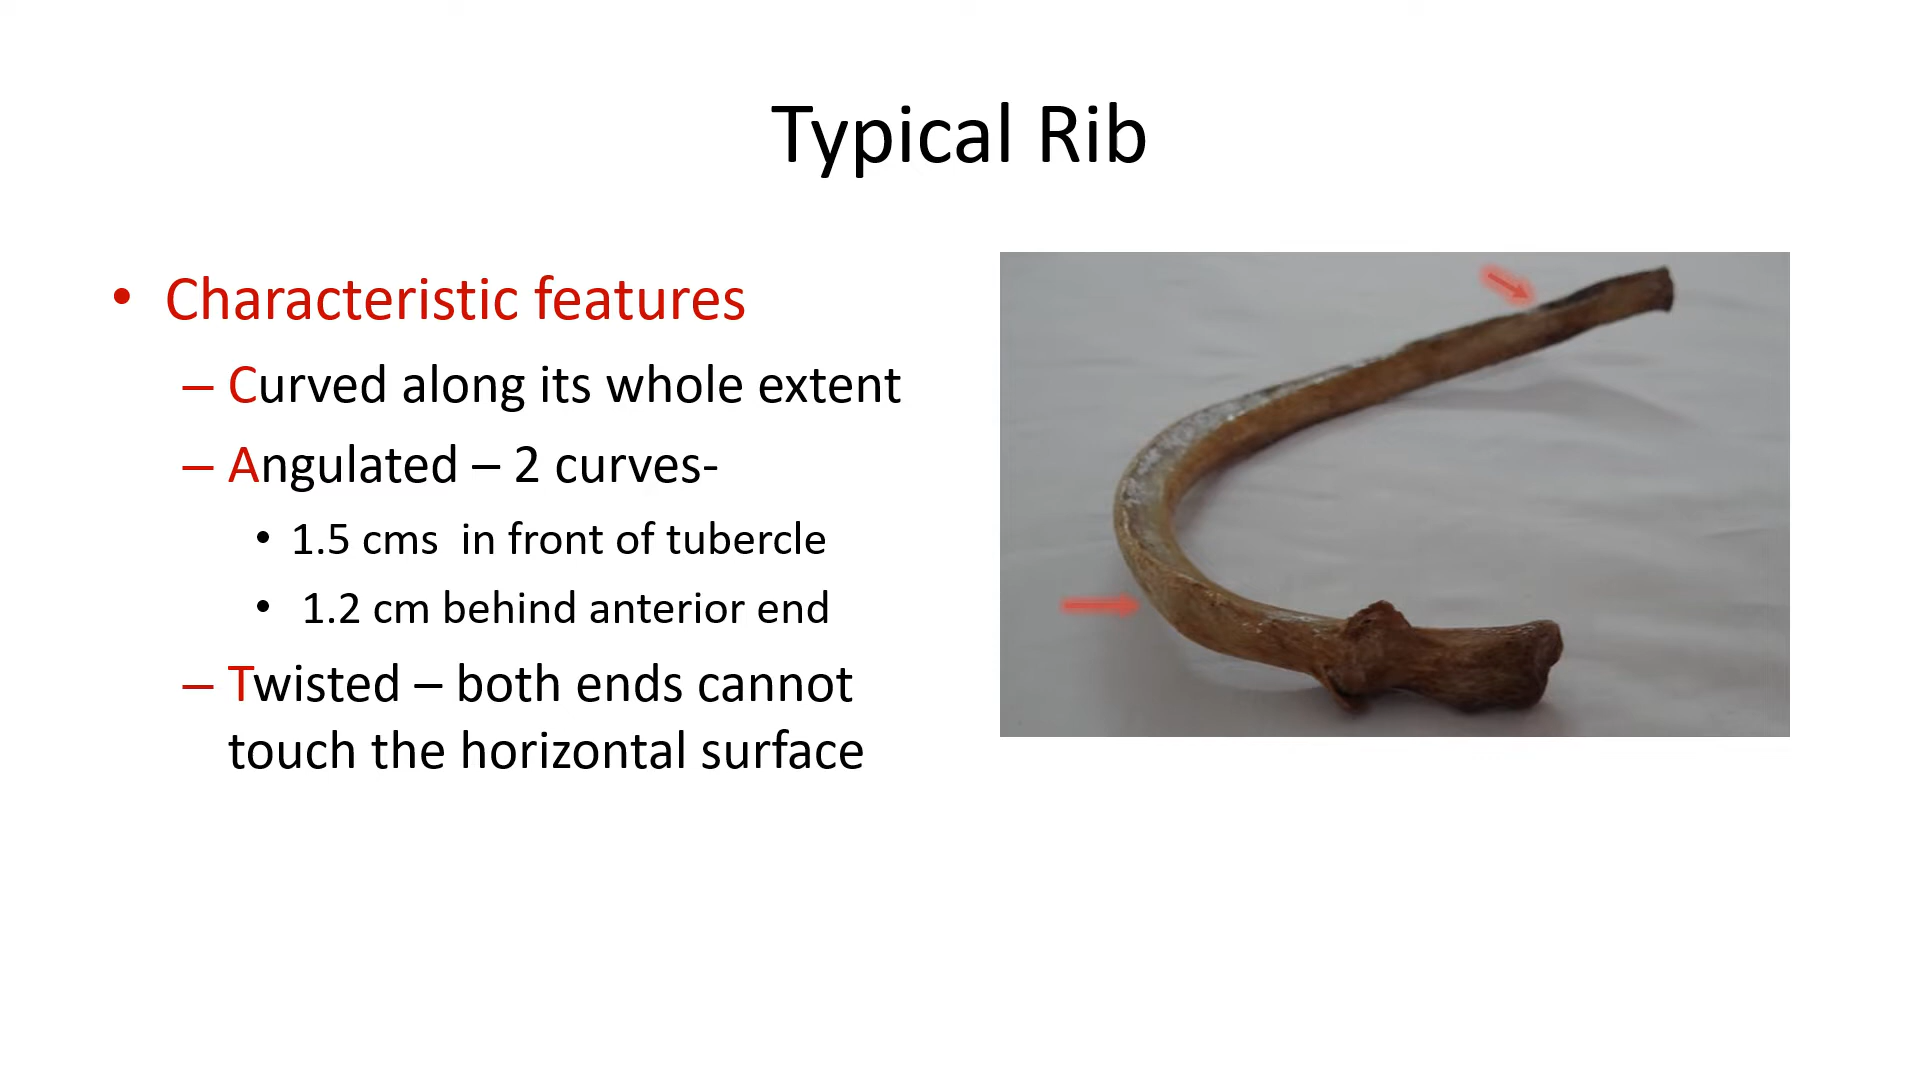 Typical Rib
• Characteristic features
– Curved along its whole extent
– Angulated – 2 curves-
• 1.5 cms in front of tubercle
• 1.2 cm behind anterior end
– Twisted – both ends cannot
touch the horizontal surface